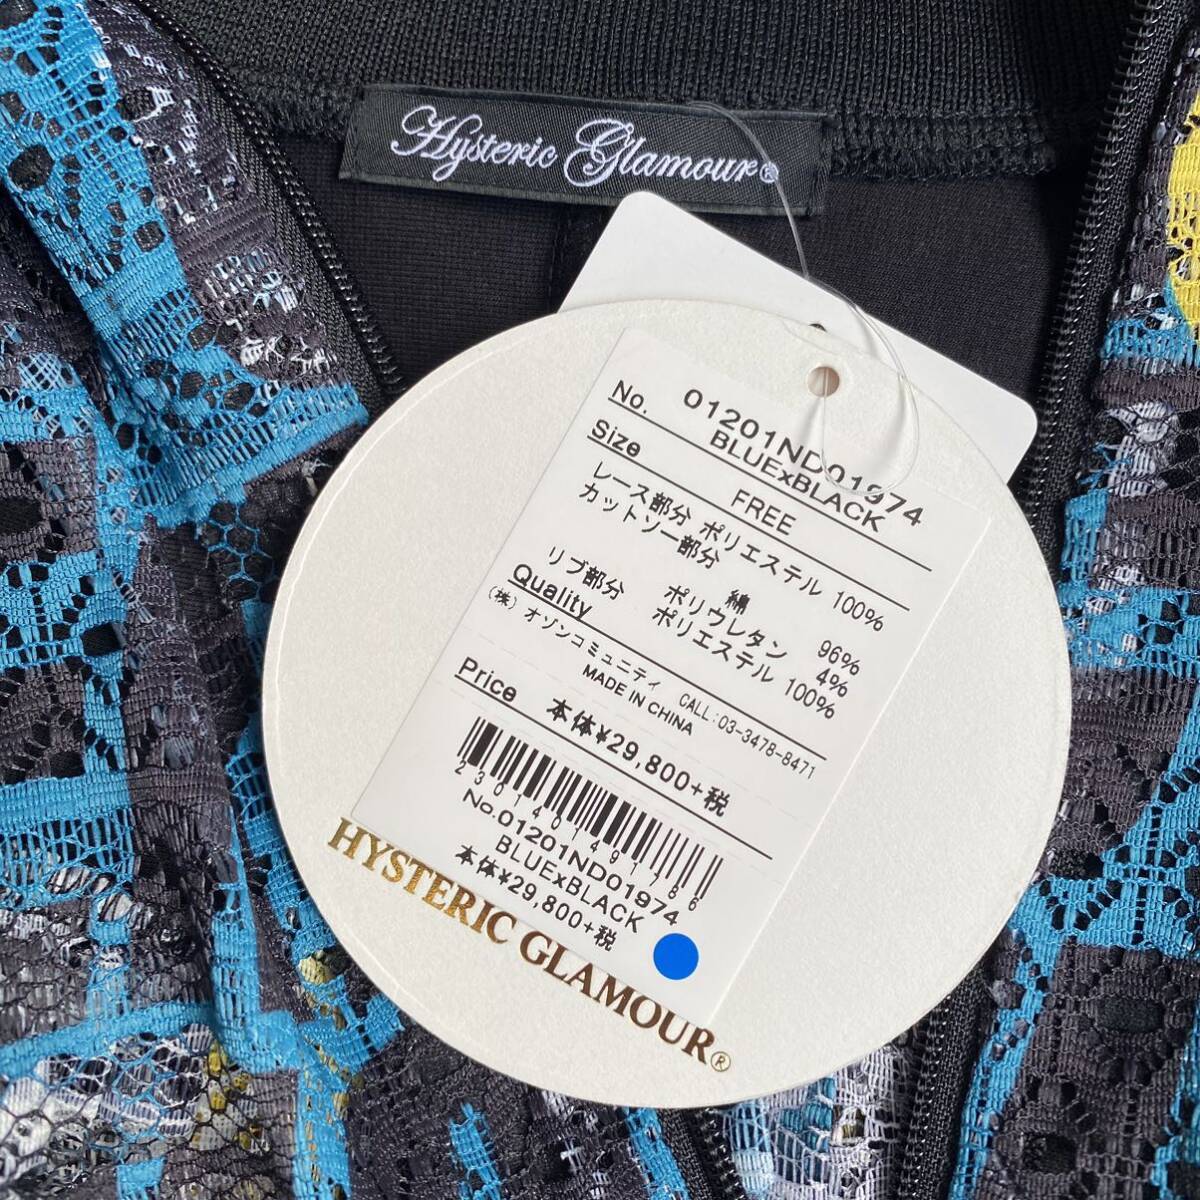 Hysteric Glamour®
No. 01201ND01974
BLUExBLACK
Size FREE
レース部分 ポリエステル 100%
カットソー部分 綿 96%
ポリウレタン 4%
リブ部分 ポリエステル 100%
Quality
(株)オゾンコミュニティ CALL:03-3478-8471
MADE IN CHINA
Price 本体¥29,800+税
2301404491786
No.01201ND01974
BLUExBLACK
本体¥29,800+税
HYSTERIC GLAMOUR®